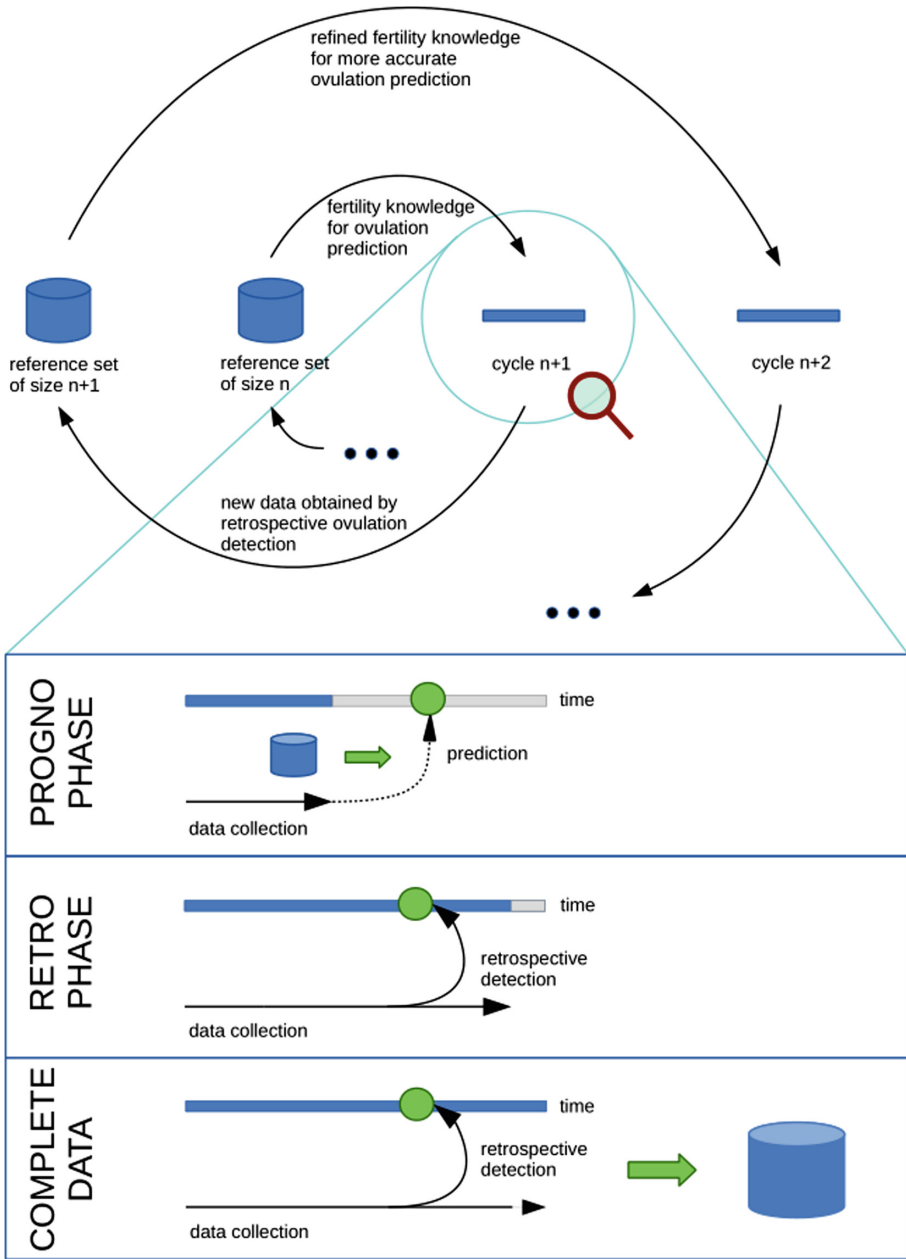 refined fertility knowledge
for more accurate
ovulation prediction
fertility knowledge
for ovulation
prediction
reference set
of size n+1
reference set
of size n
cycle n+1
cycle n+2
new data obtained by
retrospective ovulation
detection
PROGNO
PHASE
time
prediction
data collection
RETRO
PHASE
time
retrospective
detection
data collection
COMPLETE
DATA
time
retrospective
detection
data collection